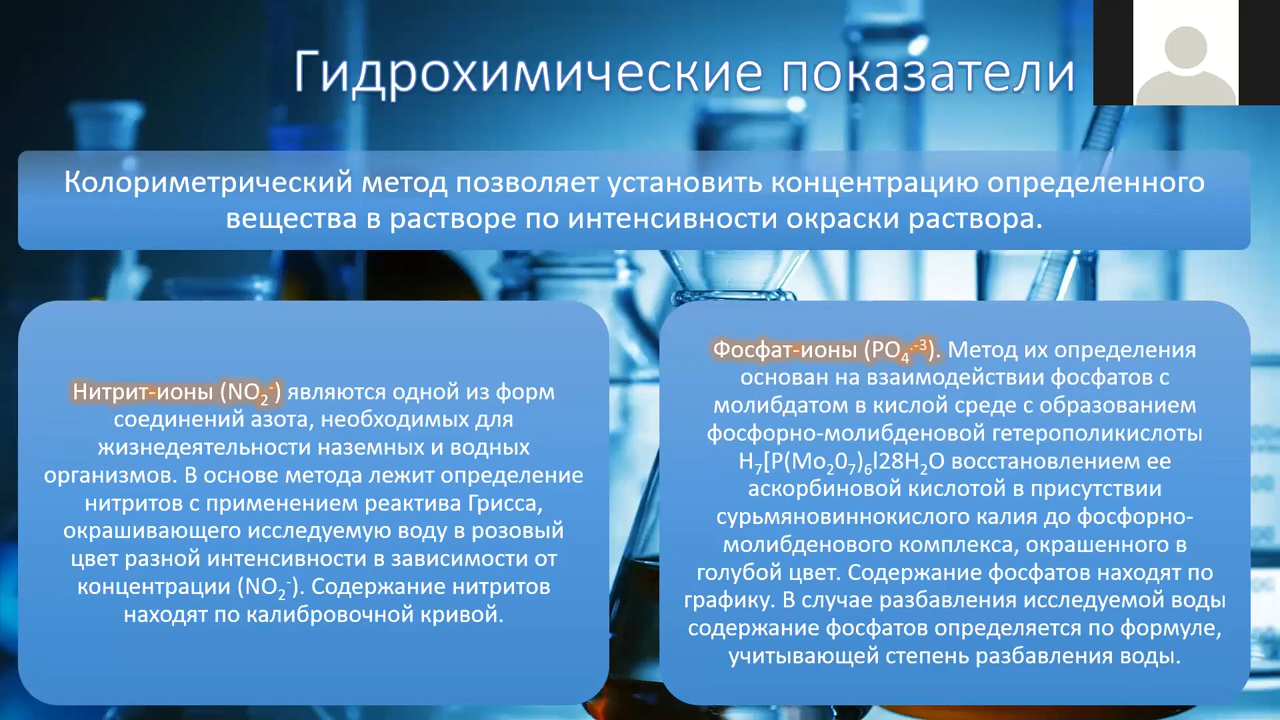 Гидрохимические показатели
Колориметрический метод позволяет установить концентрацию определенного
вещества в растворе по интенсивности окраски раствора.
Нитрит-ионы (NO₂⁻) являются одной из форм
соединений азота, необходимых для
жизнедеятельности наземных и водных
организмов. В основе метода лежит определение
нитритов с применением реактива Грисса,
окрашивающего исследуемую воду в розовый
цвет разной интенсивности в зависимости от
концентрации (NO₂⁻). Содержание нитритов
находят по калибровочной кривой.
Фосфат-ионы (PO₄·⁻³). Метод их определения
основан на взаимодействии фосфатов с
молибдатом в кислой среде с образованием
фосфорно-молибденовой гетерополикислоты
H₇[P(Mo₂0₇)₆l28H₂O восстановлением ее
аскорбиновой кислотой в присутствии
сурьмяновиннокислого калия до фосфорно-
молибденового комплекса, окрашенного в
голубой цвет. Содержание фосфатов находят по
графику. В случае разбавления исследуемой воды
содержание фосфатов определяется по формуле,
учитывающей степень разбавления воды.